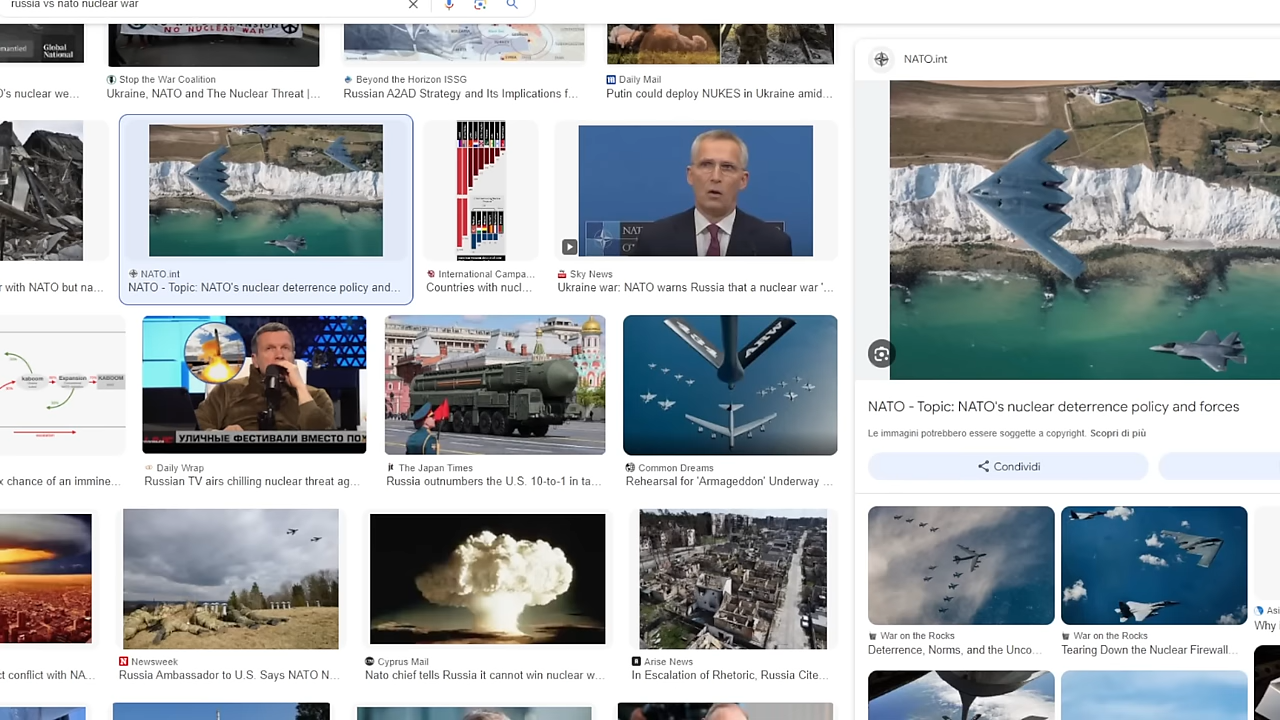 russia vs nato nuclear war
NO NUCLEAR WAR
Global
National
Stop the War Coalition
Beyond the Horizon ISSG
Daily Mail
Ukraine, NATO and The Nuclear Threat |...
Russian A2AD Strategy and Its Implications f...
Putin could deploy NUKES in Ukraine amid...
NATO.int
NATO.int
International Campa...
Sky News
r with NATO but na...
NATO - Topic: NATO's nuclear deterrence policy and...
Countries with nucl...
Ukraine war: NATO warns Russia that a nuclear war '...
NATO - Topic: NATO's nuclear deterrence policy and forces
Le immagini potrebbero essere soggette a copyright. Scopri di più
Condividi
kaboom
Expansion
KABOOM
УЛИЧНЫЕ ФЕСТИВАЛИ ВМЕСТО ПО
Daily Wrap
The Japan Times
Common Dreams
x chance of an immine...
Russian TV airs chilling nuclear threat ag...
Russia outnumbers the U.S. 10-to-1 in ta...
Rehearsal for 'Armageddon' Underway ...
War on the Rocks
War on the Rocks
Deterrence, Norms, and the Unco...
Tearing Down the Nuclear Firewall...
Asi
Why i
Newsweek
Cyprus Mail
Arise News
ct conflict with NA...
Russia Ambassador to U.S. Says NATO N...
Nato chief tells Russia it cannot win nuclear w...
In Escalation of Rhetoric, Russia Cite...